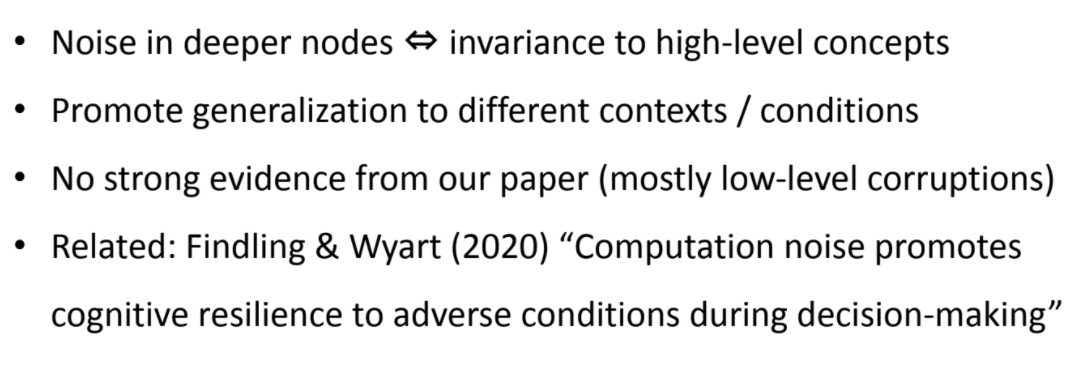 • Noise in deeper nodes ⇔ invariance to high-level concepts
• Promote generalization to different contexts / conditions
• No strong evidence from our paper (mostly low-level corruptions)
• Related: Findling & Wyart (2020) “Computation noise promotes
cognitive resilience to adverse conditions during decision-making”